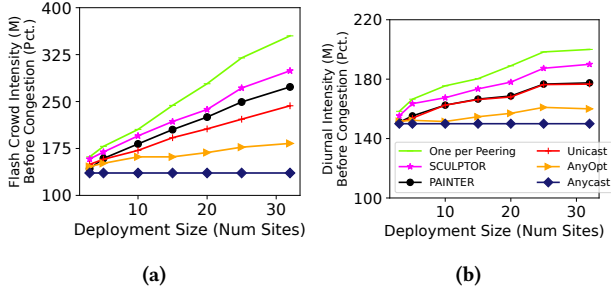 Flash Crowd Intensity (M)
Before Congestion (Pct.)
325
250
175
100
10
20
30
Deployment Size (Num Sites)
(a)
Diurnal Intensity (M)
Before Congestion (Pct.)
220
180
140
100
One per Peering
SCULPTOR
PAINTER
Unicast
AnyOpt
Anycast
10
20
30
Deployment Size (Num Sites)
(b)